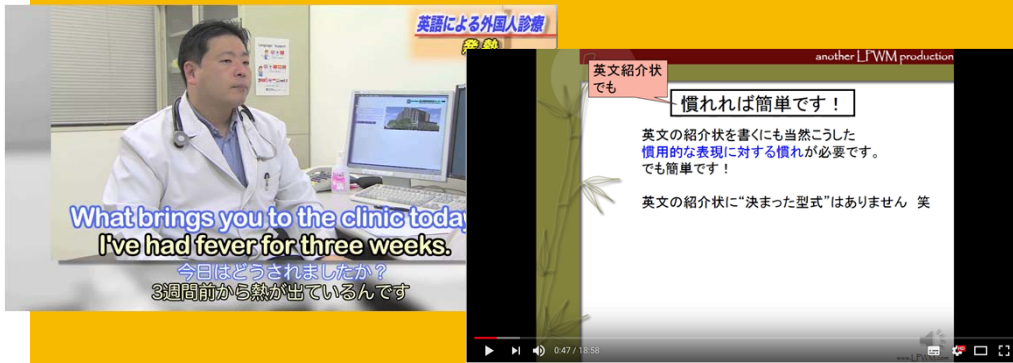 英語による外国人診療
発熱
What brings you to the clinic today
I've had fever for three weeks.
今日はどうされましたか？
3週間前から熱が出ているんです
another LPWM production
英文紹介状
でも
慣れれば簡単です！
英文の紹介状を書くにも当然こうした
慣用的な表現に対する慣れが必要です。
でも簡単です！
英文の紹介状に“決まった型式”はありません　笑
0:47 / 18:58
www.LPWM.com